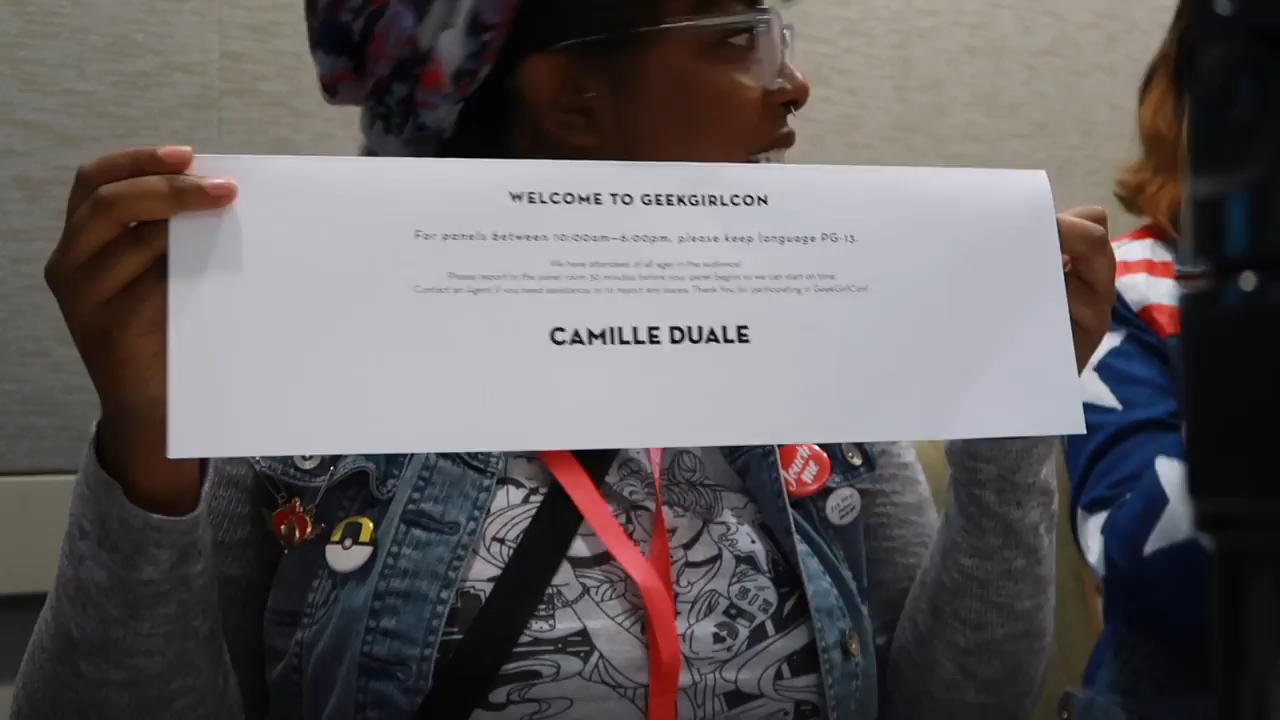 WELCOME TO GEEKGIRLCON
For panels between 10:00am–6:00pm, please keep language PG-13.
We have attendees of all ages in the audience!
Please report to the panel room 30 minutes before your panel begins so we can start on time.
Contact an Agent if you need assistance or to report any issues. Thank You for participating in GeekGirlCon!
CAMILLE DUALE
touch me